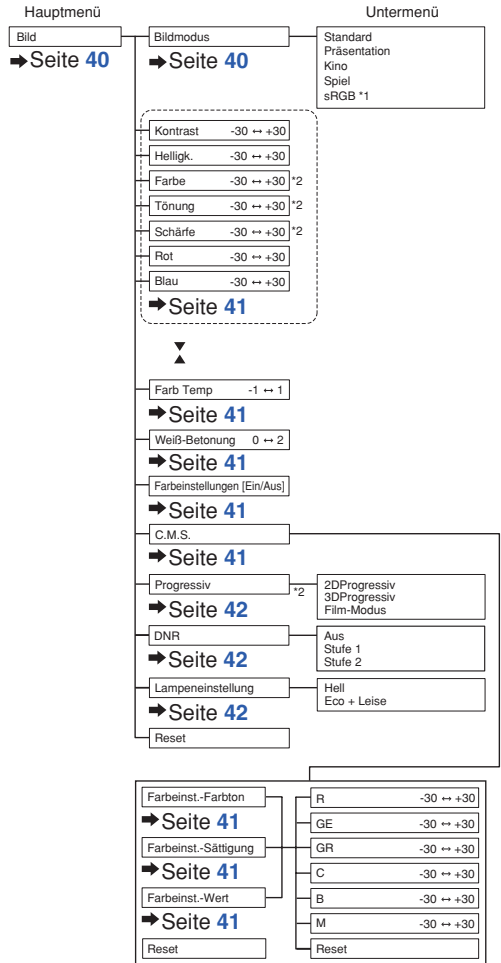 Hauptmenü
Untermenü
Bild
➔Seite 40
Bildmodus
➔Seite 40
Standard
Präsentation
Kino
Spiel
sRGB *1
Kontrast -30 ↔ +30
Helligk. -30 ↔ +30
Farbe -30 ↔ +30 *2
Tönung -30 ↔ +30 *2
Schärfe -30 ↔ +30 *2
Rot -30 ↔ +30
Blau -30 ↔ +30
➔Seite 41
Farb Temp -1 ↔ 1
➔Seite 41
Weiß-Betonung 0 ↔ 2
➔Seite 41
Farbeinstellungen [Ein/Aus]
➔Seite 41
C.M.S.
➔Seite 41
Progressiv *2
➔Seite 42
2DProgressiv
3DProgressiv
Film-Modus
DNR
➔Seite 42
Aus
Stufe 1
Stufe 2
Lampeneinstellung
➔Seite 42
Hell
Eco + Leise
Reset
Farbeinst.-Farbton
➔Seite 41
Farbeinst.-Sättigung
➔Seite 41
Farbeinst.-Wert
➔Seite 41
Reset
R -30 ↔ +30
GE -30 ↔ +30
GR -30 ↔ +30
C -30 ↔ +30
B -30 ↔ +30
M -30 ↔ +30
Reset